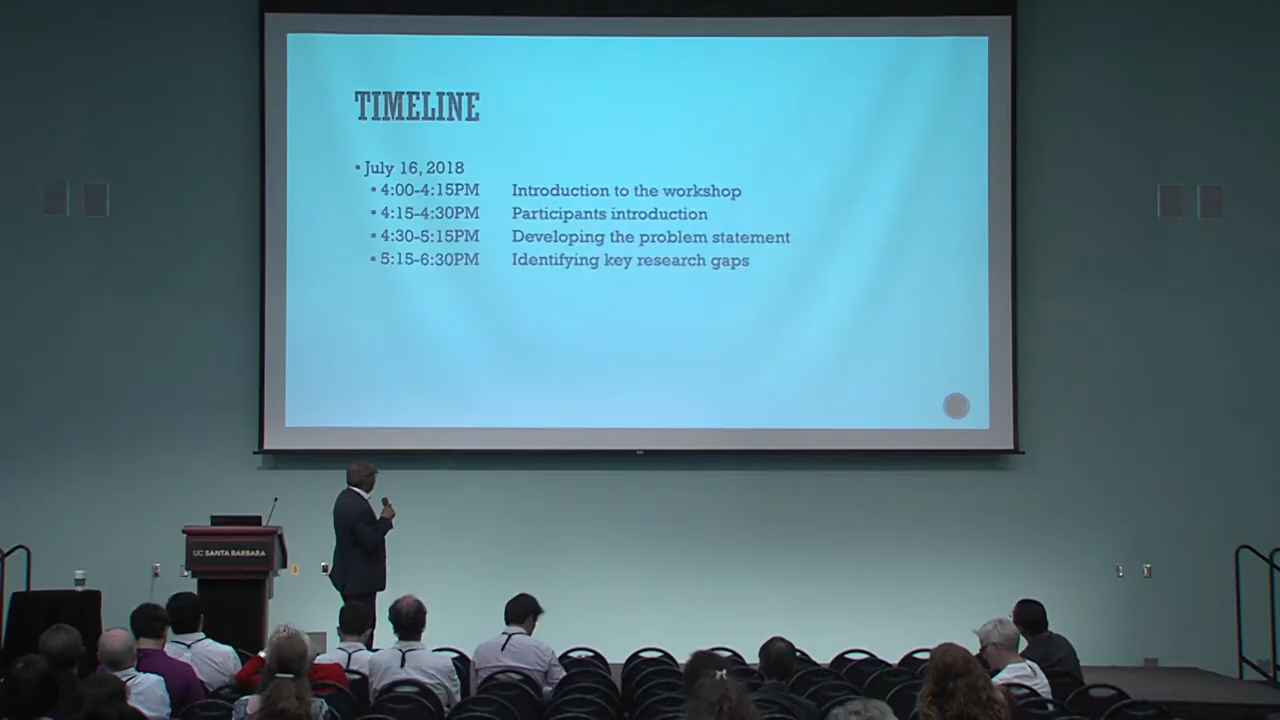 TIMELINE
▪ July 16, 2018
▪ 4:00-4:15PM Introduction to the workshop
▪ 4:15-4:30PM Participants introduction
▪ 4:30-5:15PM Developing the problem statement
▪ 5:15-6:30PM Identifying key research gaps
UC SANTA BARBARA